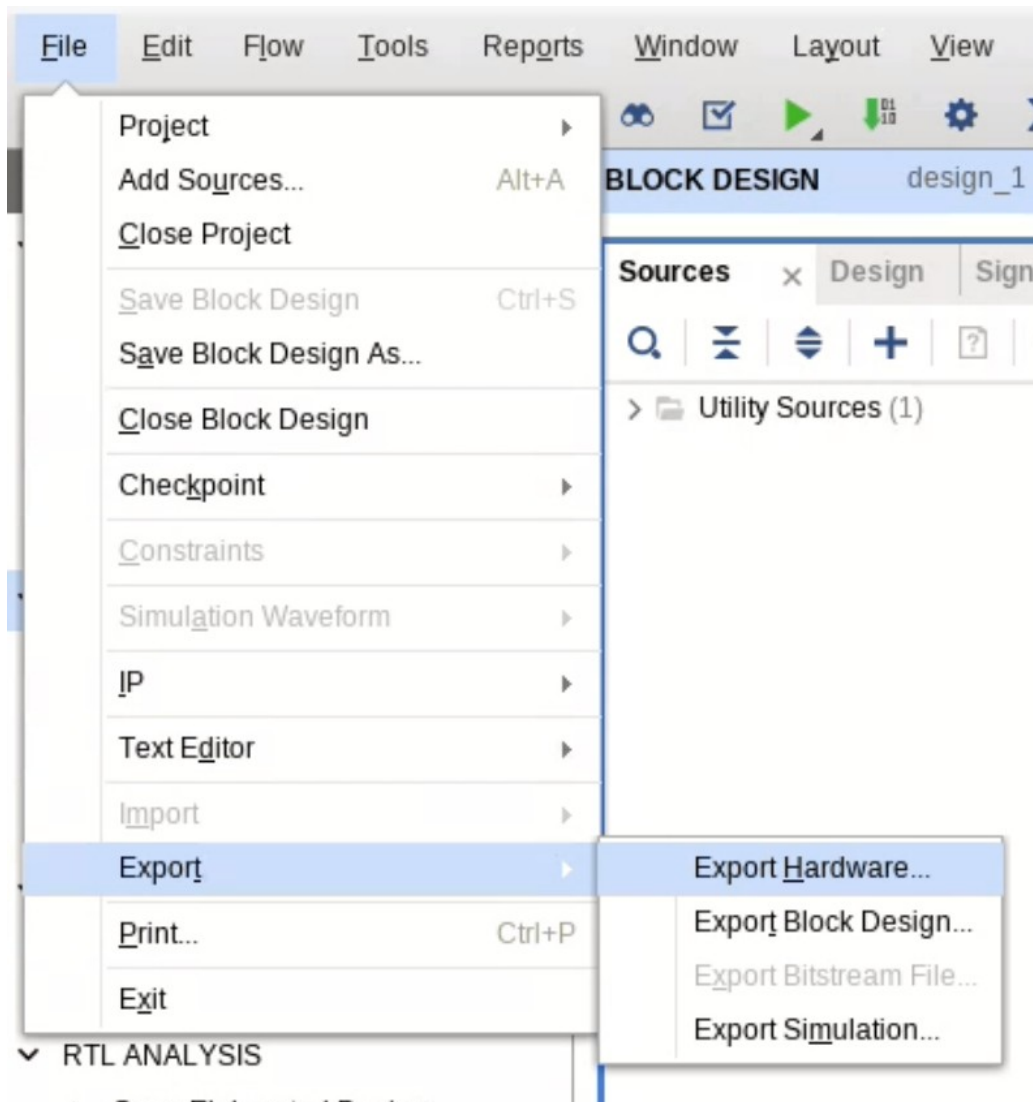 File Edit Flow Tools Reports Window Layout View
Project
Add Sources... Alt+A
Close Project
Save Block Design Ctrl+S
Save Block Design As...
Close Block Design
Checkpoint
Constraints
Simulation Waveform
IP
Text Editor
Import
Export
Print... Ctrl+P
Exit
Export Hardware...
Export Block Design...
Export Bitstream File...
Export Simulation...
BLOCK DESIGN design_1
Sources Design Sign
Utility Sources (1)
RTL ANALYSIS